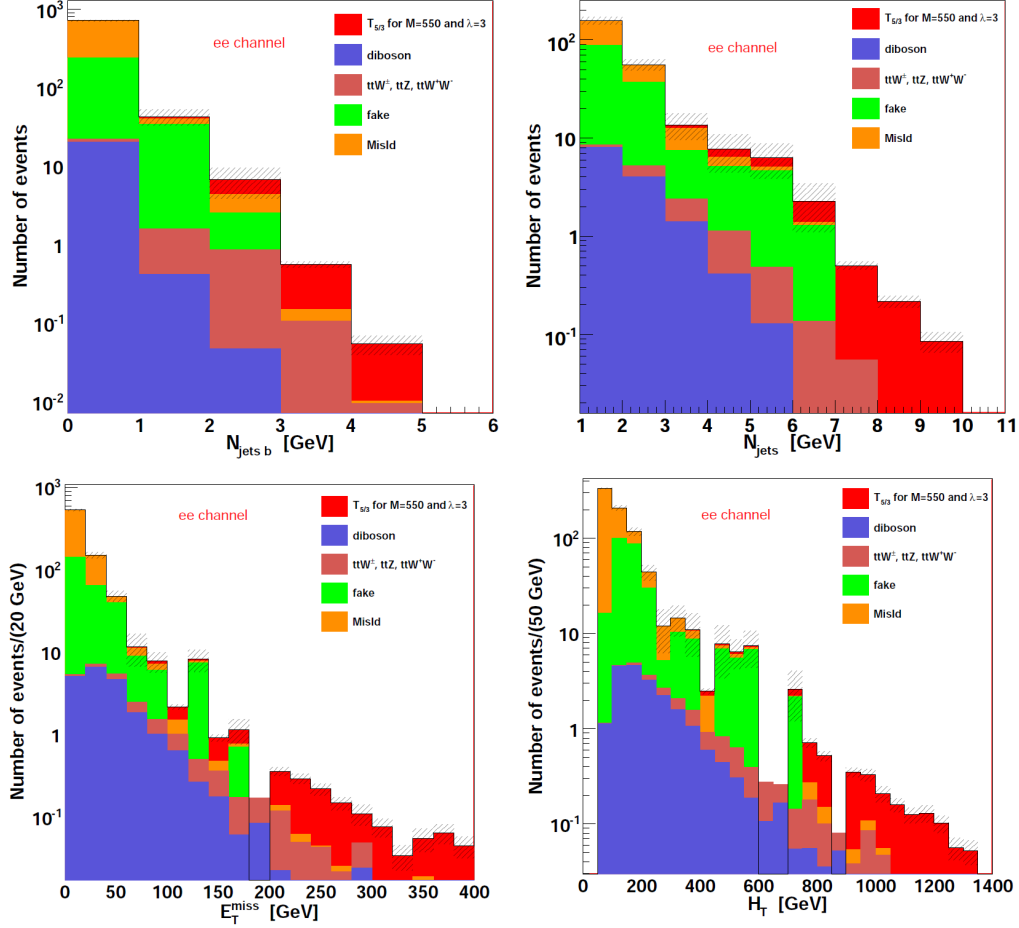 Number of events
10³
10²
10
1
10⁻¹
10⁻²
ee channel
T5/3 for M=550 and λ=3
diboson
ttW±, ttZ, ttW⁺W⁻
fake
MisId
0 1 2 3 4 5 6
Njets b [GeV]
Number of events
10²
10
1
10⁻¹
ee channel
T5/3 for M=550 and λ=3
diboson
ttW±, ttZ, ttW⁺W⁻
fake
MisId
1 2 3 4 5 6 7 8 9 10 11
Njets [GeV]
Number of events/(20 GeV)
10³
10²
10
1
10⁻¹
ee channel
T5/3 for M=550 and λ=3
diboson
ttW±, ttZ, ttW⁺W⁻
fake
MisId
0 50 100 150 200 250 300 350 400
ETmiss [GeV]
Number of events/(50 GeV)
10²
10
1
10⁻¹
ee channel
T5/3 for M=550 and λ=3
diboson
ttW±, ttZ, ttW⁺W⁻
fake
MisId
0 200 400 600 800 1000 1200 1400
HT [GeV]